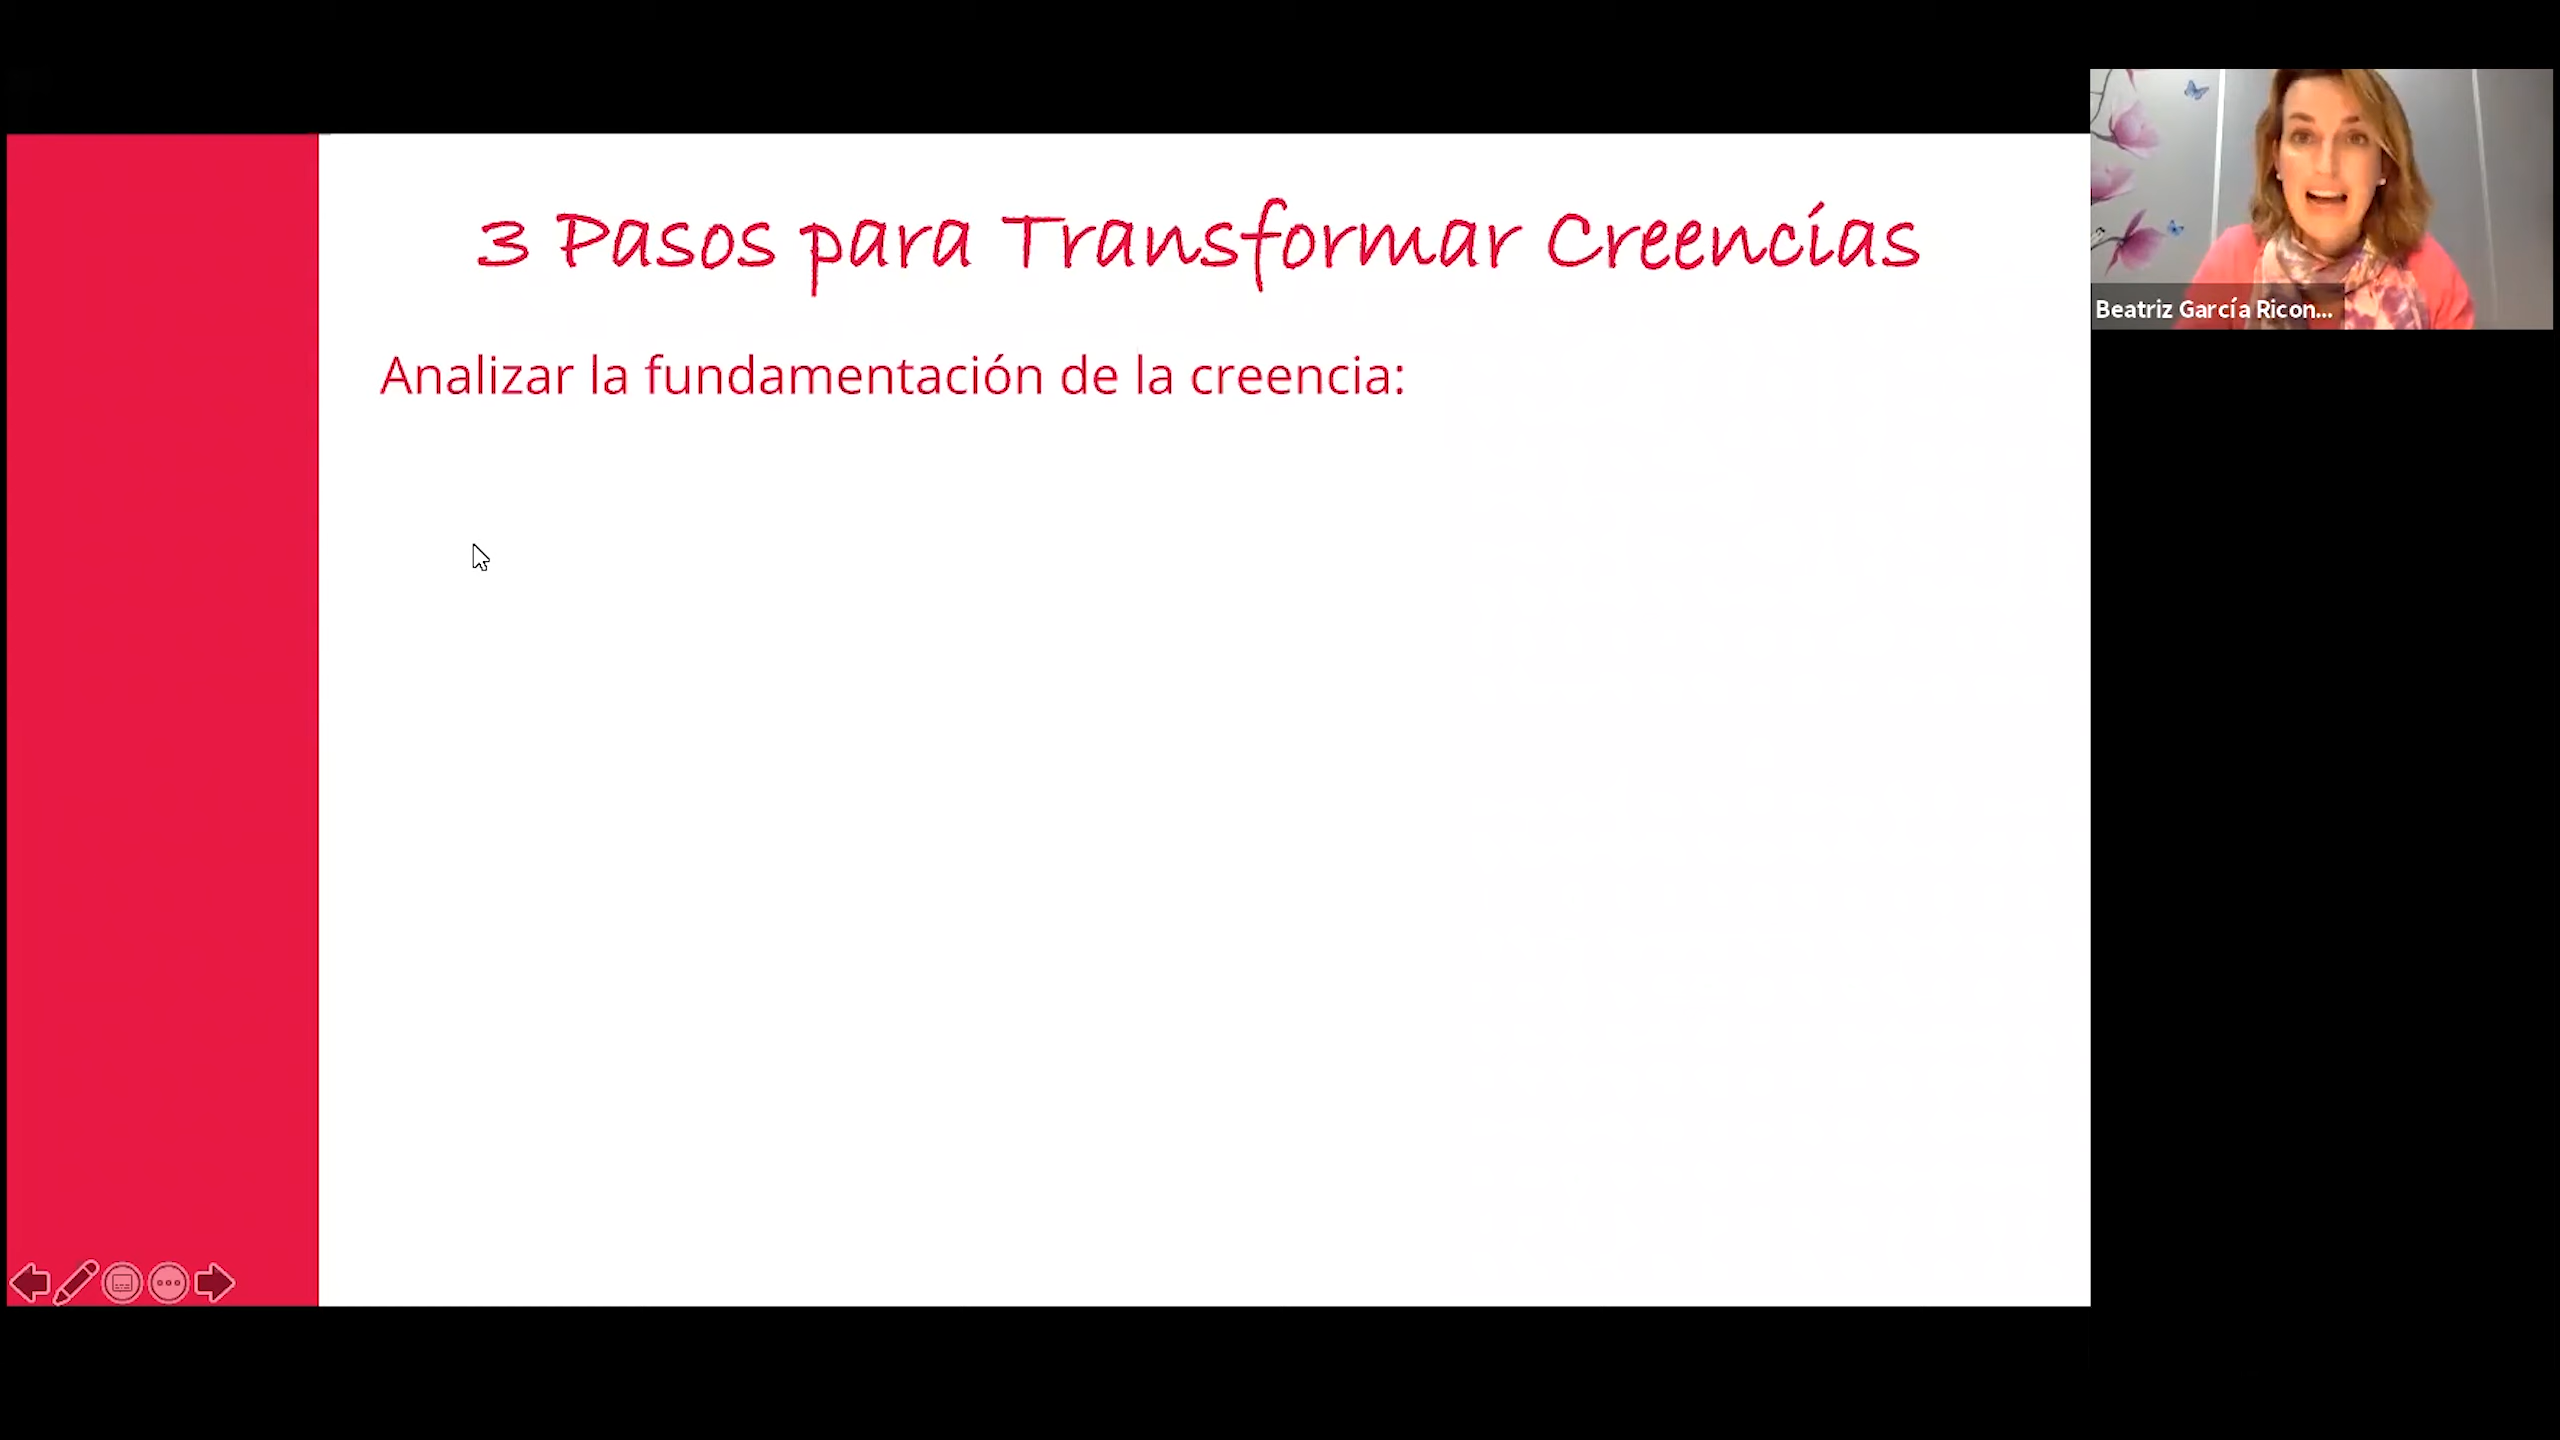 3 Pasos para Transformar Creencias
Analizar la fundamentación de la creencia:
Beatriz García Ricon...